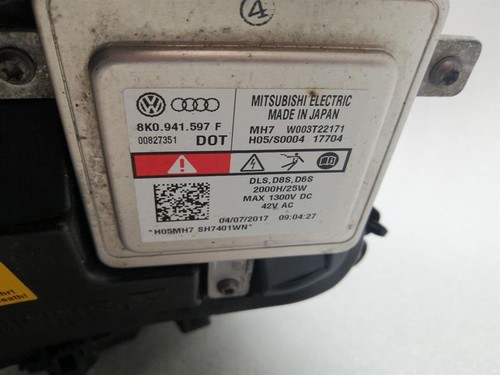 4
MITSUBISHI ELECTRIC
MADE IN JAPAN
8K0.941.597 F
MH7 W003T22171
00827351 DOT
H05/S0004 17704
DLS, D8S, D6S
2000H/25W
MAX 1300V DC
42V AC
04/07/2017 09:04:27
*H05MH7 SH7401WN*